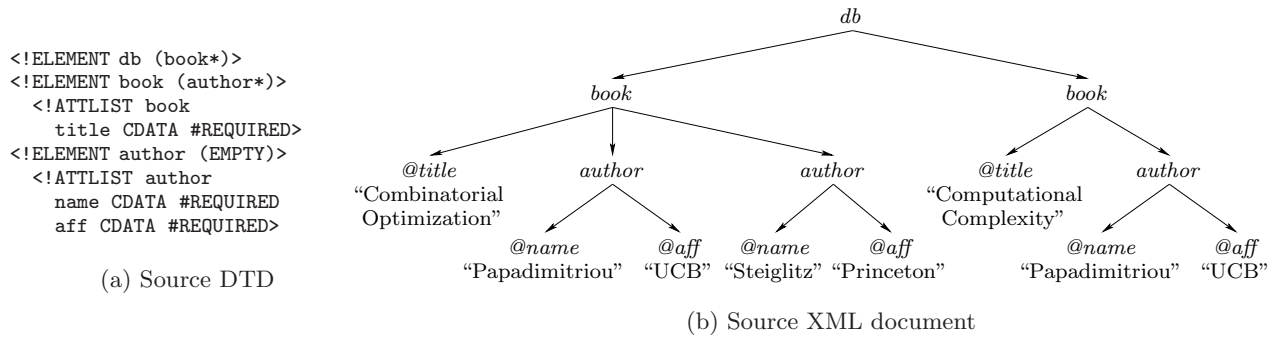 <!ELEMENT db (book*)>
<!ELEMENT book (author*)>
<!ATTLIST book
title CDATA #REQUIRED>
<!ELEMENT author (EMPTY)>
<!ATTLIST author
name CDATA #REQUIRED
aff CDATA #REQUIRED>
(a) Source DTD
db
book book
@title author author @title author
“Combinatorial “Computational
Optimization” Complexity”
@name @aff @name @aff @name @aff
“Papadimitriou” “UCB” “Steiglitz” “Princeton” “Papadimitriou” “UCB”
(b) Source XML document